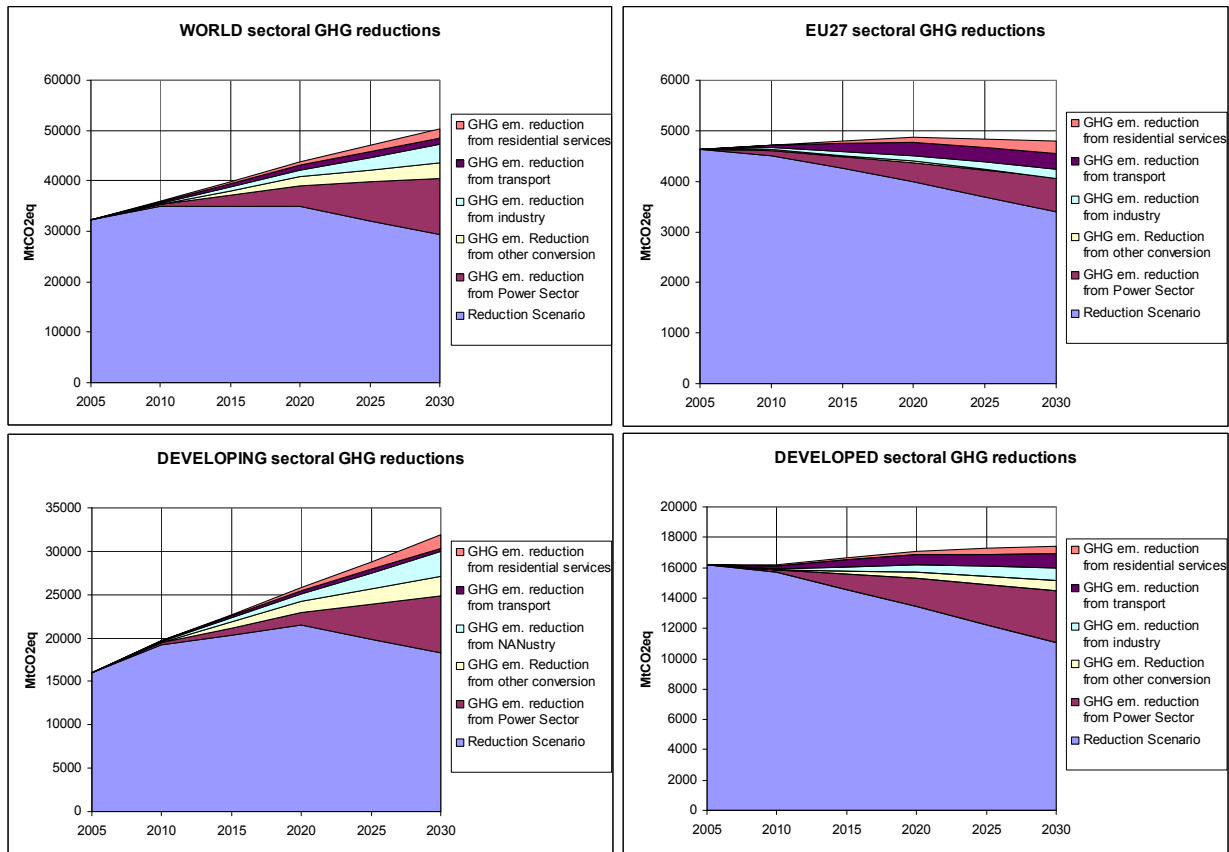 WORLD sectoral GHG reductions
60000
50000
40000
30000
20000
10000
0
MtCO2eq
2005 2010 2015 2020 2025 2030
GHG em. reduction
from residential services
GHG em. reduction
from transport
GHG em. reduction
from industry
GHG em. Reduction
from other conversion
GHG em. reduction
from Power Sector
Reduction Scenario
EU27 sectoral GHG reductions
6000
5000
4000
3000
2000
1000
0
MtCO2eq
2005 2010 2015 2020 2025 2030
GHG em. reduction
from residential services
GHG em. reduction
from transport
GHG em. reduction
from industry
GHG em. Reduction
from other conversion
GHG em. reduction
from Power Sector
Reduction Scenario
DEVELOPING sectoral GHG reductions
35000
30000
25000
20000
15000
10000
5000
0
MtCO2eq
2005 2010 2015 2020 2025 2030
GHG em. reduction
from residential services
GHG em. reduction
from transport
GHG em. reduction
from NANustry
GHG em. Reduction
from other conversion
GHG em. reduction
from Power Sector
Reduction Scenario
DEVELOPED sectoral GHG reductions
20000
18000
16000
14000
12000
10000
8000
6000
4000
2000
0
MtCO2eq
2005 2010 2015 2020 2025 2030
GHG em. reduction
from residential services
GHG em. reduction
from transport
GHG em. reduction
from industry
GHG em. Reduction
from other conversion
GHG em. reduction
from Power Sector
Reduction Scenario